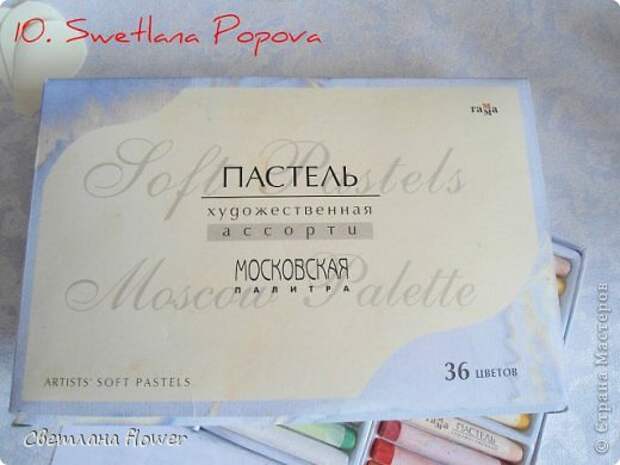 10. Swetlana Popova
гамма
Soft Pastels
ПАСТЕЛЬ
художественная
ассорти
МОСКОВСКАЯ
ПАЛИТРА
Moscow Palette
ARTISTS' SOFT PASTELS
36 ЦВЕТОВ
Светлана flower
гамма ПАСТЕЛЬ
© Страна Мастеров